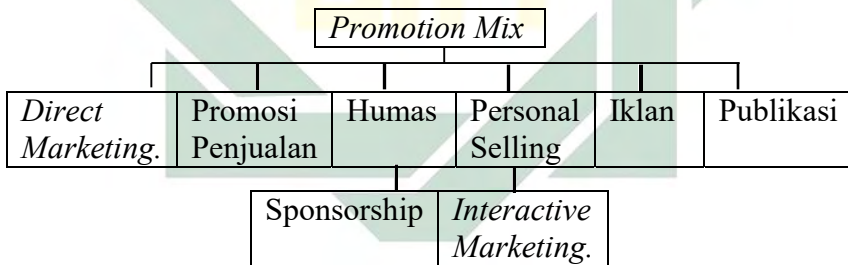 Promotion Mix
Direct Marketing.
Promosi Penjualan
Humas
Personal Selling
Iklan
Publikasi
Sponsorship
Interactive Marketing.